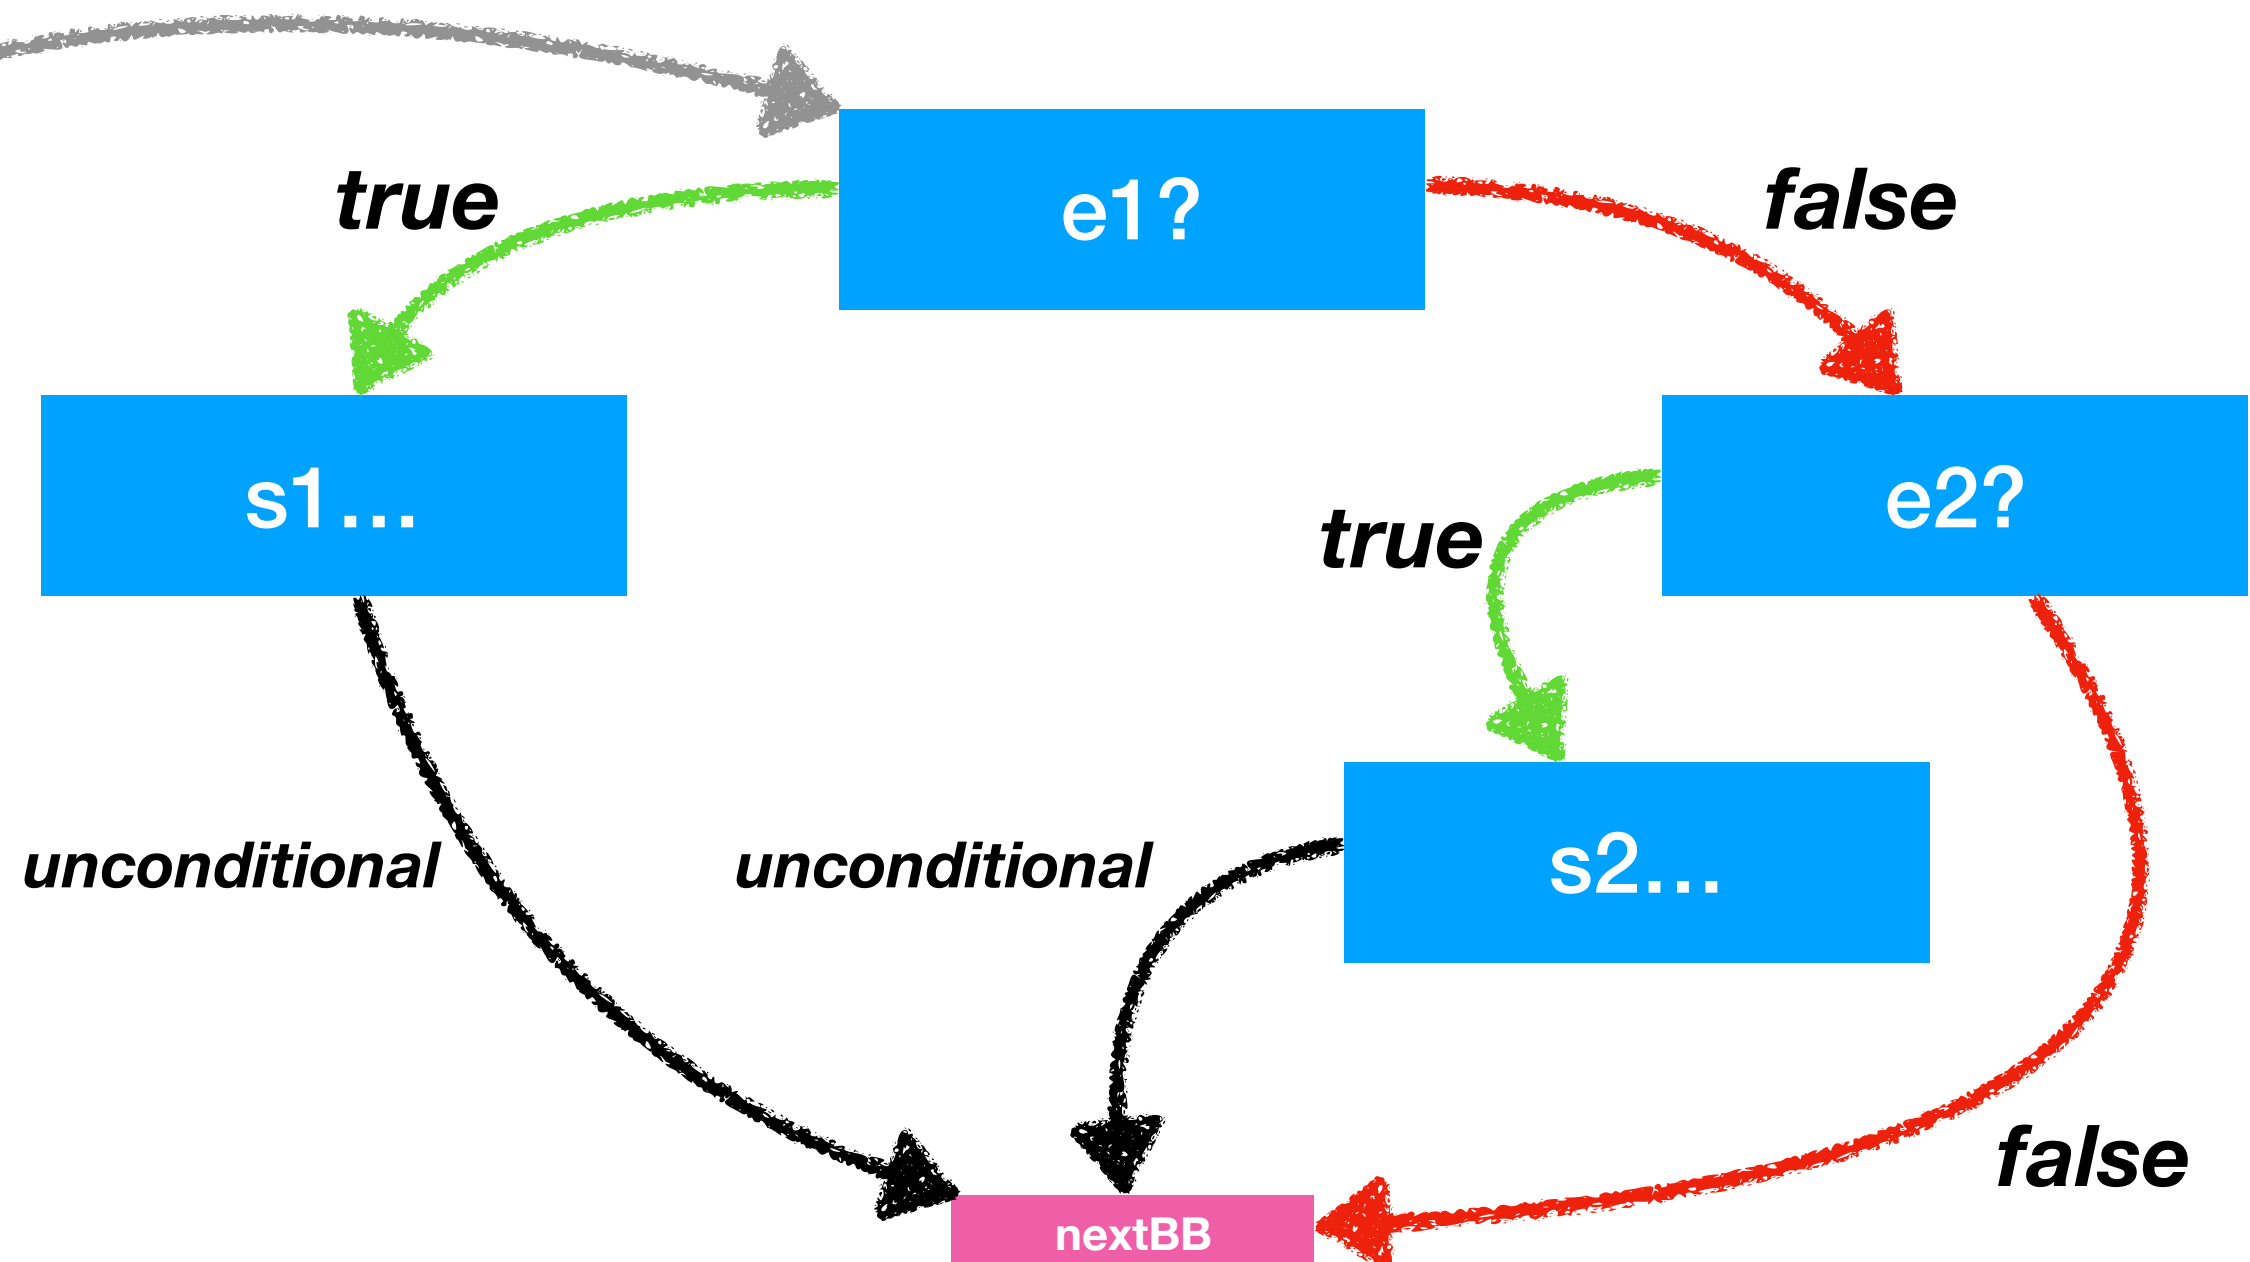 e1?
true
false
s1…
e2?
true
unconditional
unconditional
s2…
false
nextBB